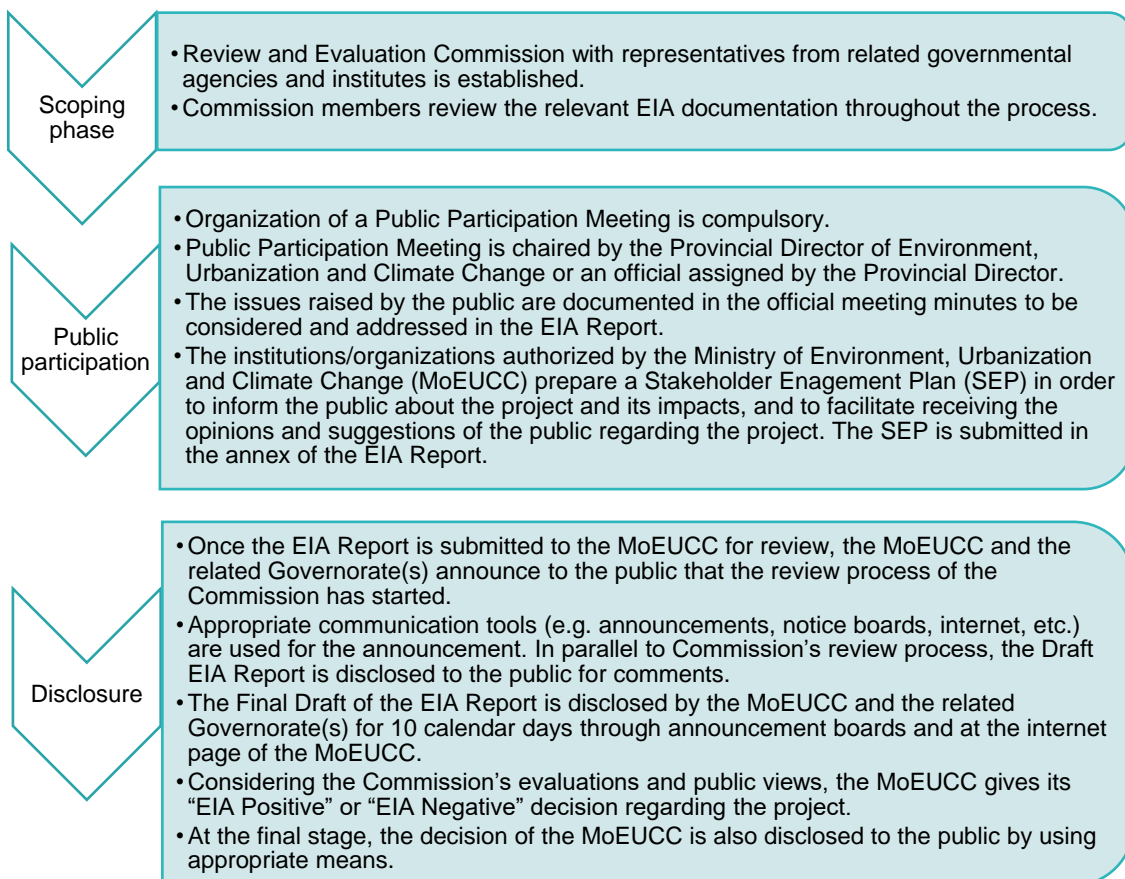 Scoping
phase
•Review and Evaluation Commission with representatives from related governmental
agencies and institutes is established.
•Commission members review the relevant EIA documentation throughout the process.
Public
participation
•Organization of a Public Participation Meeting is compulsory.
•Public Participation Meeting is chaired by the Provincial Director of Environment,
Urbanization and Climate Change or an official assigned by the Provincial Director.
•The issues raised by the public are documented in the official meeting minutes to be
considered and addressed in the EIA Report.
•The institutions/organizations authorized by the Ministry of Environment, Urbanization
and Climate Change (MoEUCC) prepare a Stakeholder Enagement Plan (SEP) in order
to inform the public about the project and its impacts, and to facilitate receiving the
opinions and suggestions of the public regarding the project. The SEP is submitted in
the annex of the EIA Report.
Disclosure
•Once the EIA Report is submitted to the MoEUCC for review, the MoEUCC and the
related Governorate(s) announce to the public that the review process of the
Commission has started.
•Appropriate communication tools (e.g. announcements, notice boards, internet, etc.)
are used for the announcement. In parallel to Commission’s review process, the Draft
EIA Report is disclosed to the public for comments.
•The Final Draft of the EIA Report is disclosed by the MoEUCC and the related
Governorate(s) for 10 calendar days through announcement boards and at the internet
page of the MoEUCC.
•Considering the Commission’s evaluations and public views, the MoEUCC gives its
“EIA Positive” or “EIA Negative” decision regarding the project.
•At the final stage, the decision of the MoEUCC is also disclosed to the public by using
appropriate means.